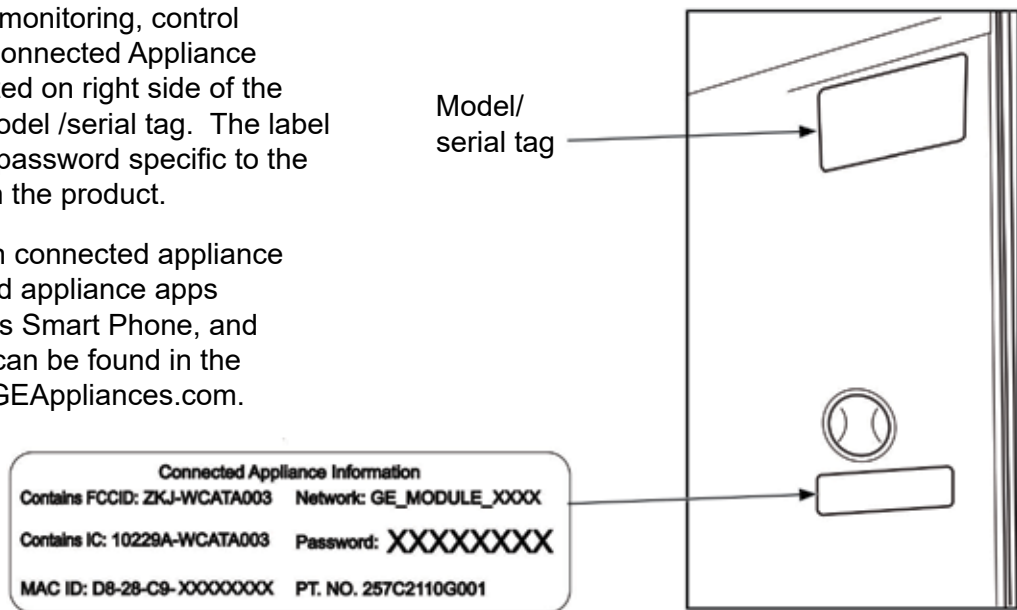 monitoring, control
onnected Appliance
ted on right side of the
odel /serial tag. The label
password specific to the
the product.
connected appliance
d appliance apps
s Smart Phone, and
can be found in the
GEAppliances.com.
Model/
serial tag
Connected Appliance Information
Contains FCCID: ZKJ-WCATA003 Network: GE_MODULE_XXXX
Contains IC: 10229A-WCATA003 Password: XXXXXXXX
MAC ID: D8-28-C9-XXXXXXXX PT. NO. 257C2110G001